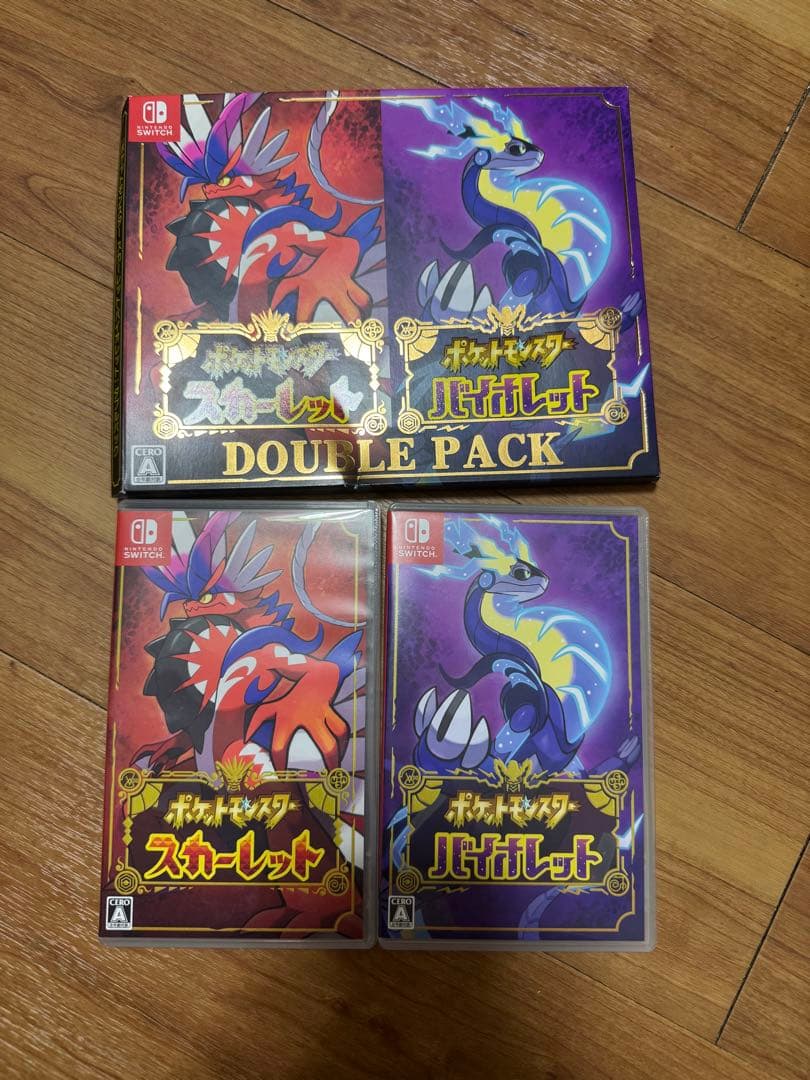 NINTENDO
SWITCH
ポケットモンスター
スカーレット
ポケットモンスター
バイオレット
DOUBLE PACK
CERO
A
NINTENDO
SWITCH
NINTENDO
SWITCH
ポケットモンスター
スカーレット
ポケットモンスター
バイオレット
CERO
A
CERO
A